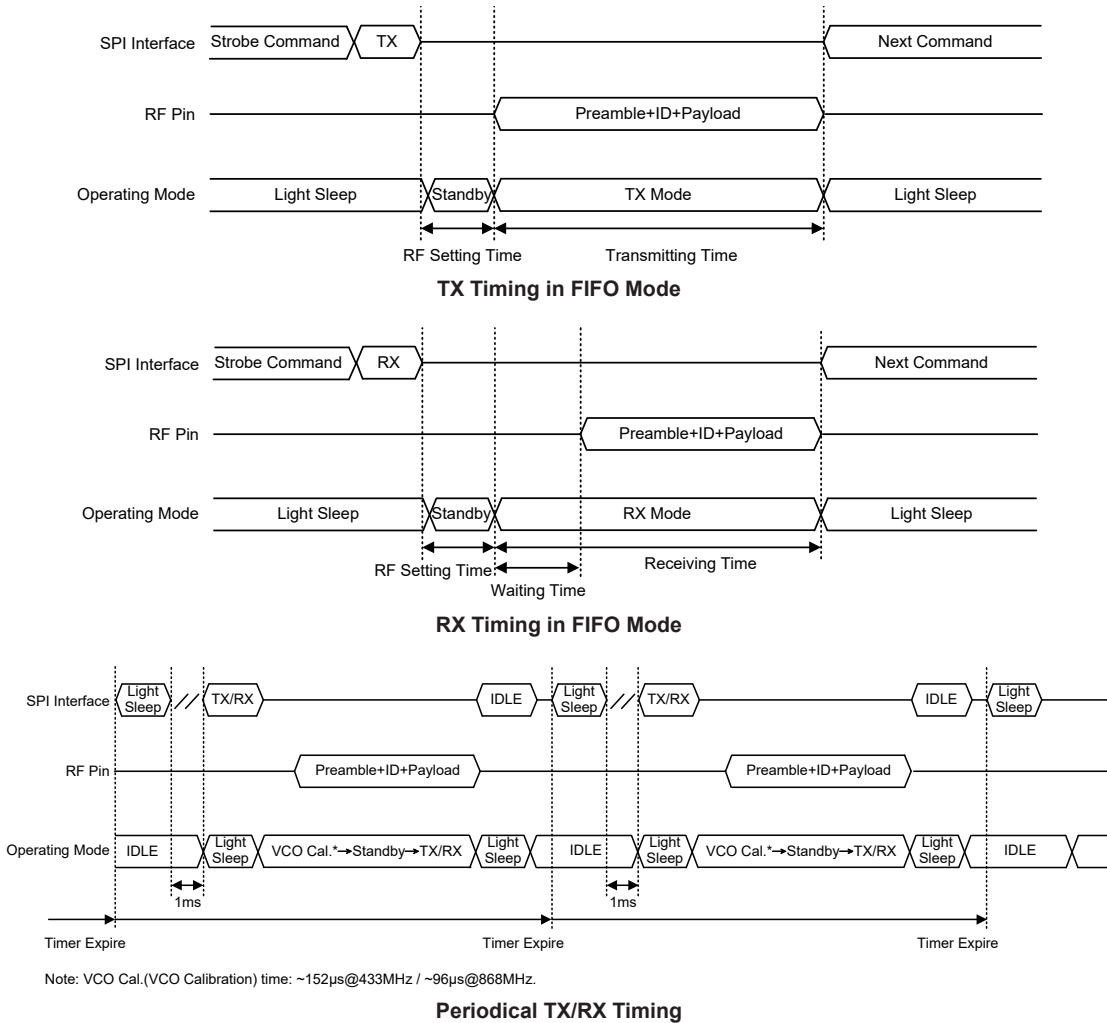 SPI Interface Strobe Command TX Next Command
RF Pin Preamble+ID+Payload
Operating Mode Light Sleep Standby TX Mode Light Sleep
RF Setting Time Transmitting Time
TX Timing in FIFO Mode
SPI Interface Strobe Command RX Next Command
RF Pin Preamble+ID+Payload
Operating Mode Light Sleep Standby RX Mode Light Sleep
RF Setting Time Receiving Time
Waiting Time
RX Timing in FIFO Mode
SPI Interface Light Sleep TX/RX IDLE Light Sleep TX/RX IDLE Light Sleep
RF Pin Preamble+ID+Payload Preamble+ID+Payload
Operating Mode IDLE Light Sleep VCO Cal.*→Standby→TX/RX Light Sleep IDLE Light Sleep VCO Cal.*→Standby→TX/RX Light Sleep IDLE
1ms 1ms
Timer Expire Timer Expire Timer Expire
Note: VCO Cal.(VCO Calibration) time: ~152µs@433MHz / ~96µs@868MHz.
Periodical TX/RX Timing